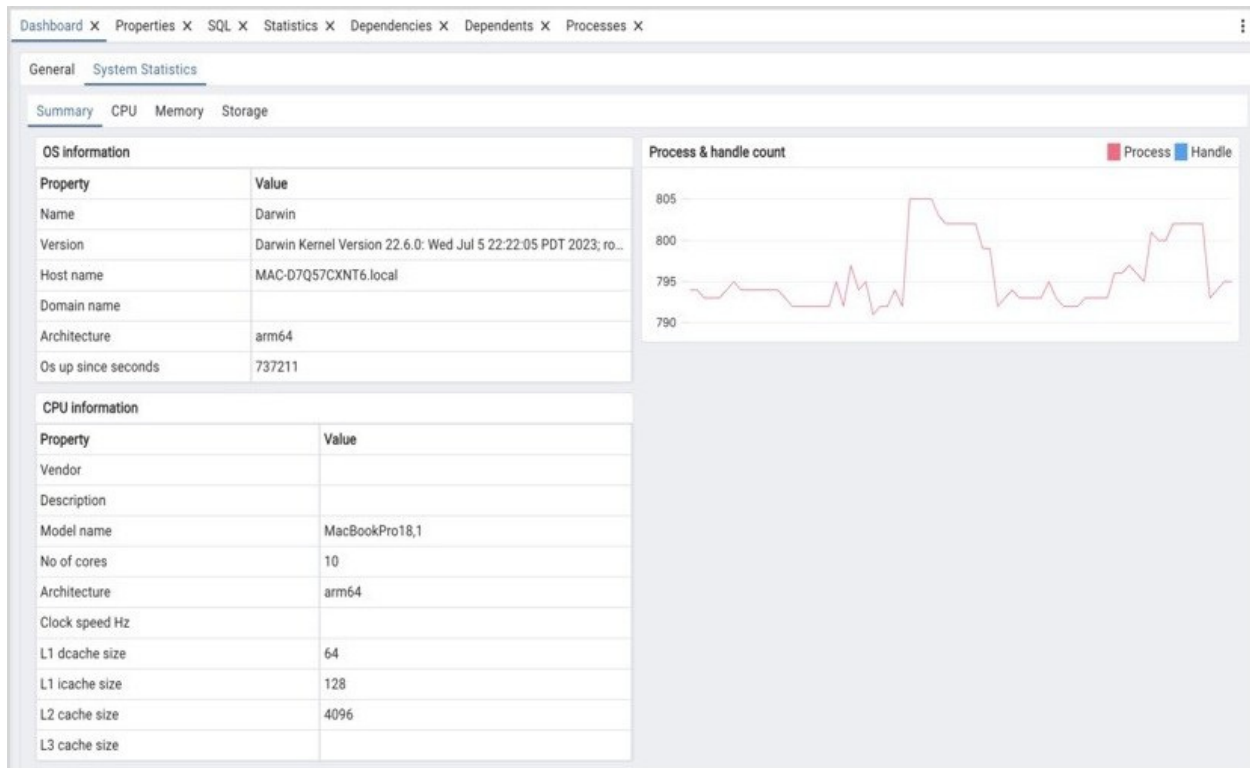 Dashboard X Properties X SQL X Statistics X Dependencies X Dependents X Processes X
General System Statistics
Summary CPU Memory Storage
OS information
Property Value
Name Darwin
Version Darwin Kernel Version 22.6.0: Wed Jul 5 22:22:05 PDT 2023; ro...
Host name MAC-D7Q57CXNT6.local
Domain name
Architecture arm64
Os up since seconds 737211
CPU information
Property Value
Vendor
Description
Model name MacBookPro18,1
No of cores 10
Architecture arm64
Clock speed Hz
L1 dcache size 64
L1 icache size 128
L2 cache size 4096
L3 cache size
Process & handle count Process Handle
805
800
795
790